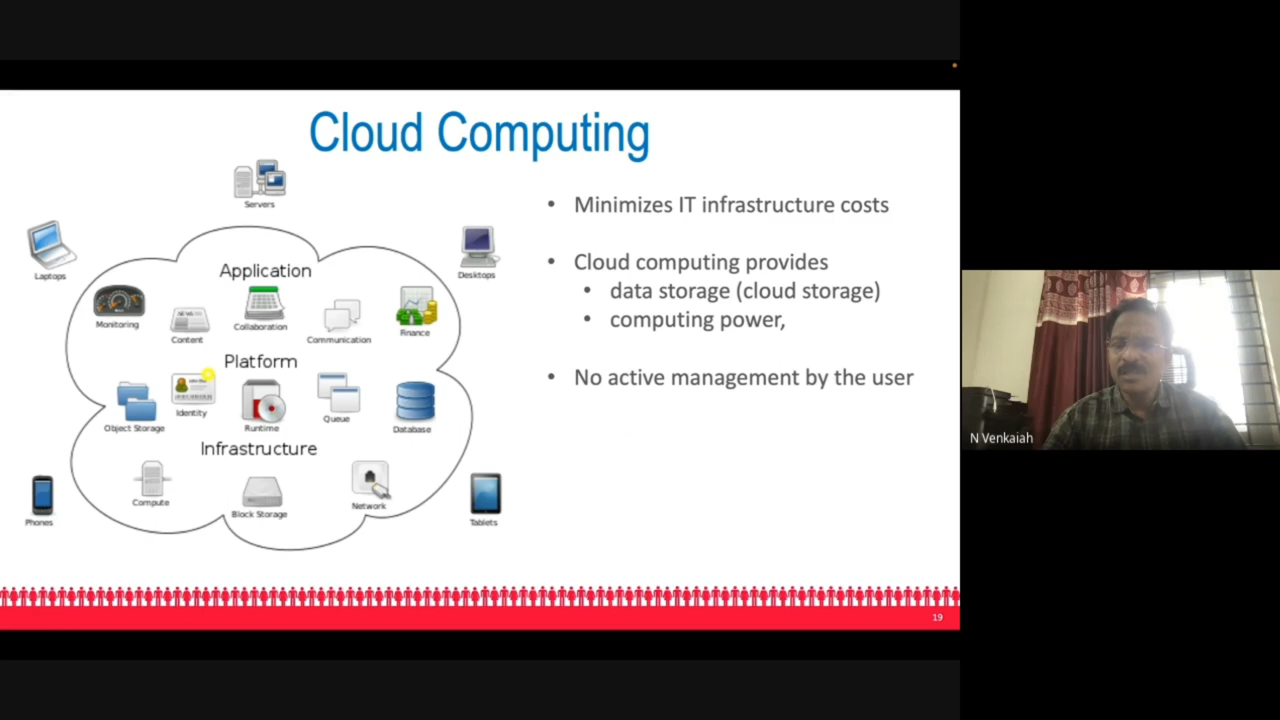 Cloud Computing
Servers
Laptops
Desktops
Application
Monitoring
Content
Collaboration
Communication
Finance
Platform
Object Storage
Identity
Runtime
Queue
Database
Infrastructure
Compute
Block Storage
Network
Phones
Tablets
• Minimizes IT infrastructure costs
• Cloud computing provides
• data storage (cloud storage)
• computing power,
• No active management by the user
19
N Venkaiah